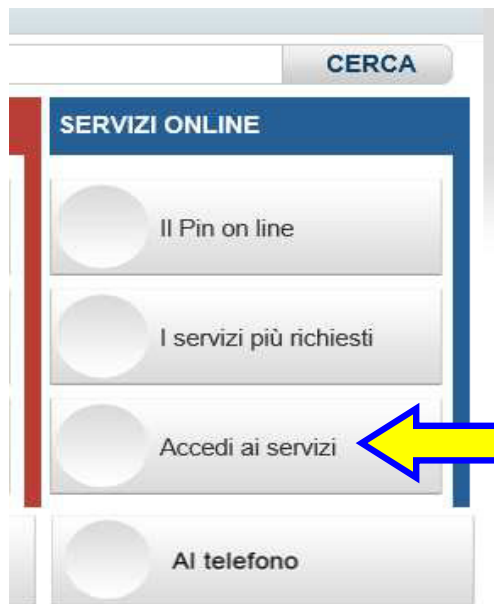 CERCA
SERVIZI ONLINE
Il Pin on line
I servizi più richiesti
Accedi ai servizi
Al telefono